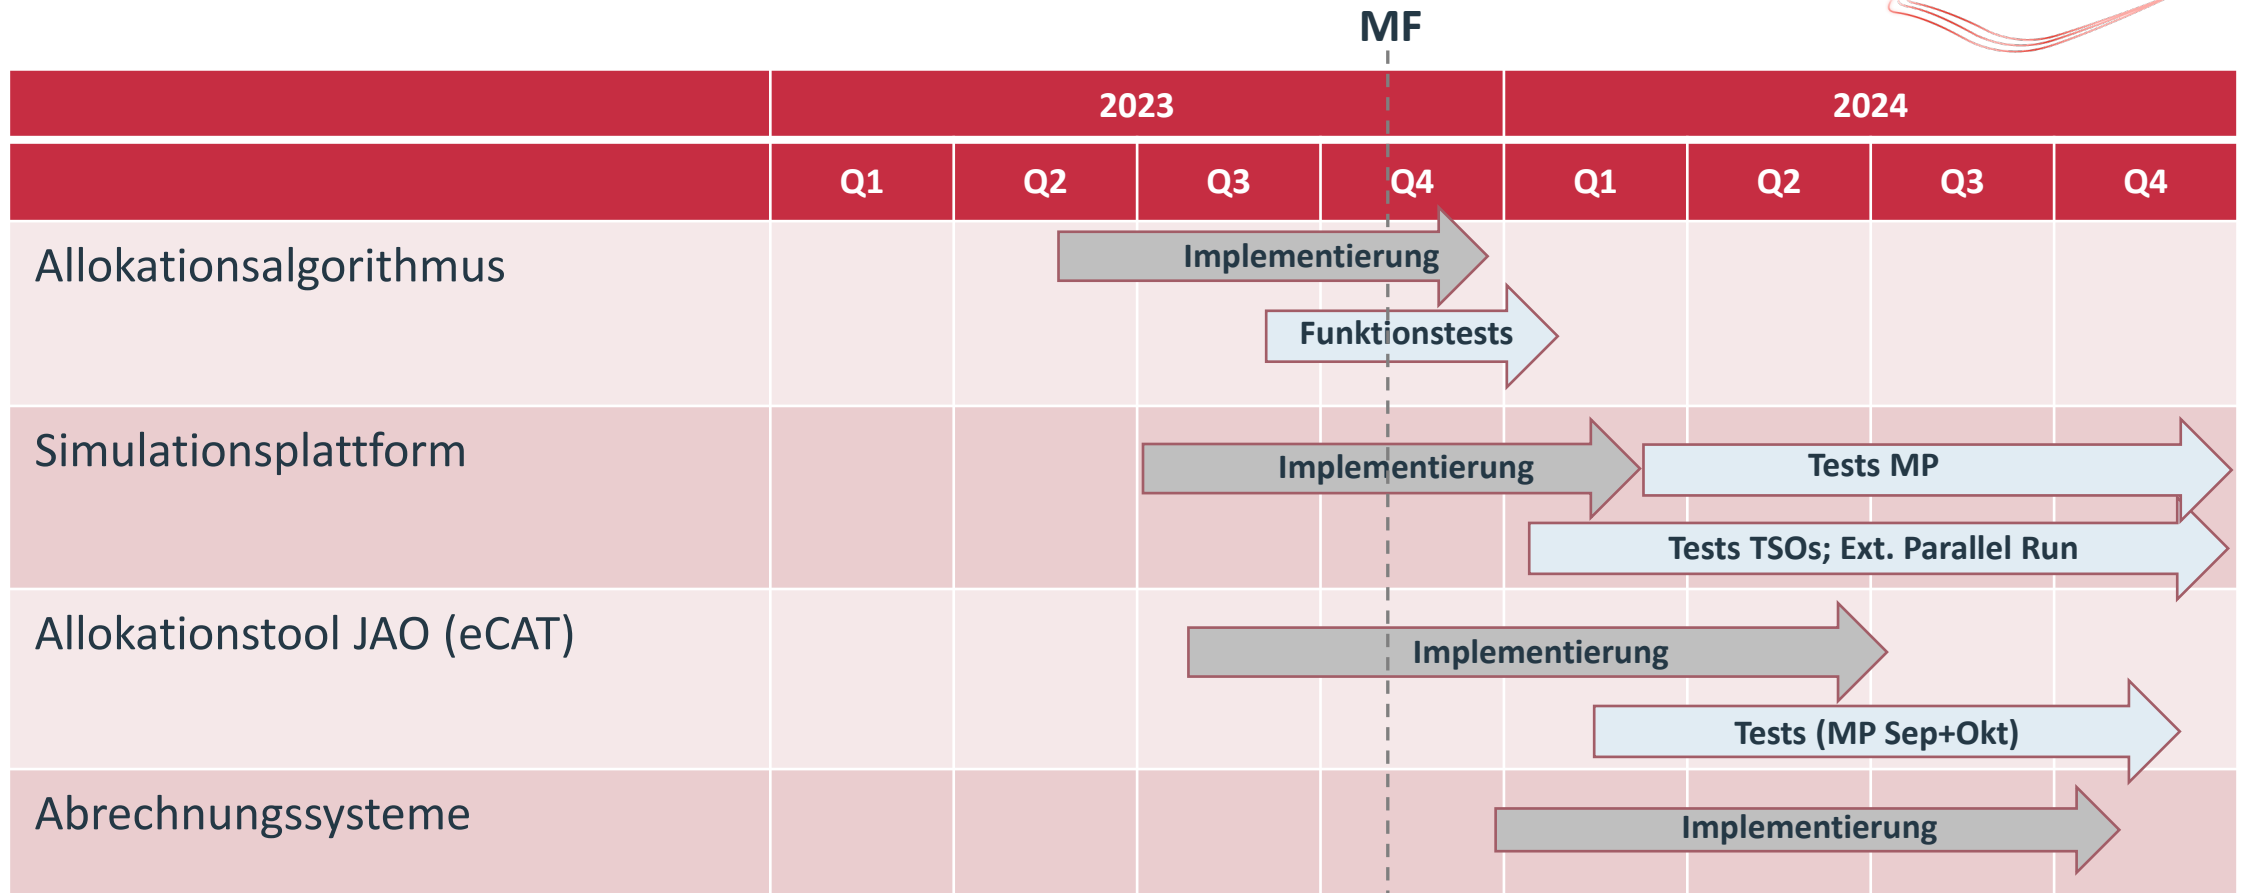 MF
2023
2024
Q1
Q2
Q3
Q4
Q1
Q2
Q3
Q4
Allokationsalgorithmus
Implementierung
Funktionstests
Simulationsplattform
Implementierung
Tests MP
Tests TSOs; Ext. Parallel Run
Allokationstool JAO (eCAT)
Implementierung
Tests (MP Sep+Okt)
Abrechnungssysteme
Implementierung